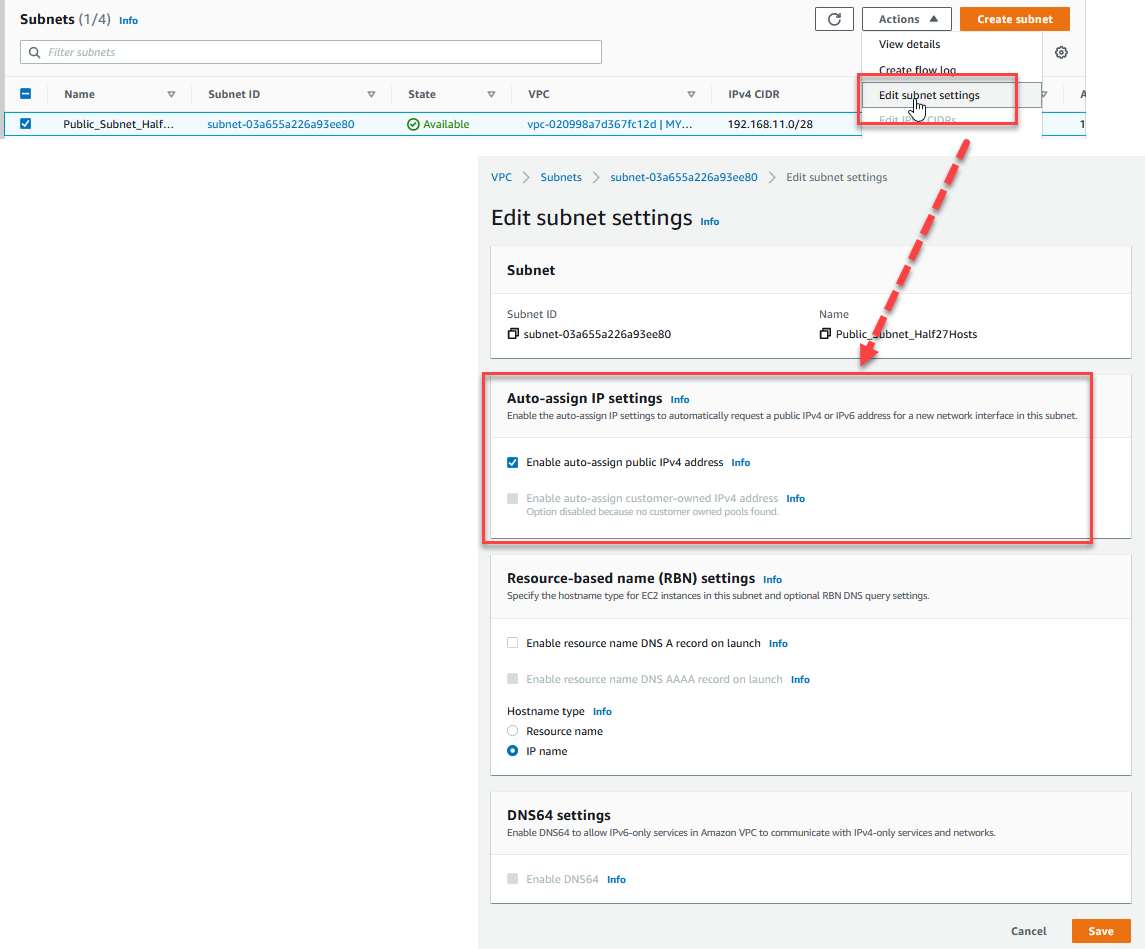 Subnets (1/4) Info
Actions
Create subnet
Filter subnets
View details
Create flow log
Edit subnet settings
Edit IPv6 CIDRs
Name
Subnet ID
State
VPC
IPv4 CIDR
Public_Subnet_Half...
subnet-03a655a226a93ee80
Available
vpc-020998a7d367fc12d | MY...
192.168.11.0/28
VPC > Subnets > subnet-03a655a226a93ee80 > Edit subnet settings
Edit subnet settings Info
Subnet
Subnet ID
subnet-03a655a226a93ee80
Name
Public_Subnet_Half27Hosts
Auto-assign IP settings Info
Enable the auto-assign IP settings to automatically request a public IPv4 or IPv6 address for a new network interface in this subnet.
Enable auto-assign public IPv4 address Info
Enable auto-assign customer-owned IPv4 address Info
Option disabled because no customer owned pools found.
Resource-based name (RBN) settings Info
Specify the hostname type for EC2 instances in this subnet and optional RBN DNS query settings.
Enable resource name DNS A record on launch Info
Enable resource name DNS AAAA record on launch Info
Hostname type Info
Resource name
IP name
DNS64 settings
Enable DNS64 to allow IPv6-only services in Amazon VPC to communicate with IPv4-only services and networks.
Enable DNS64 Info
Cancel
Save